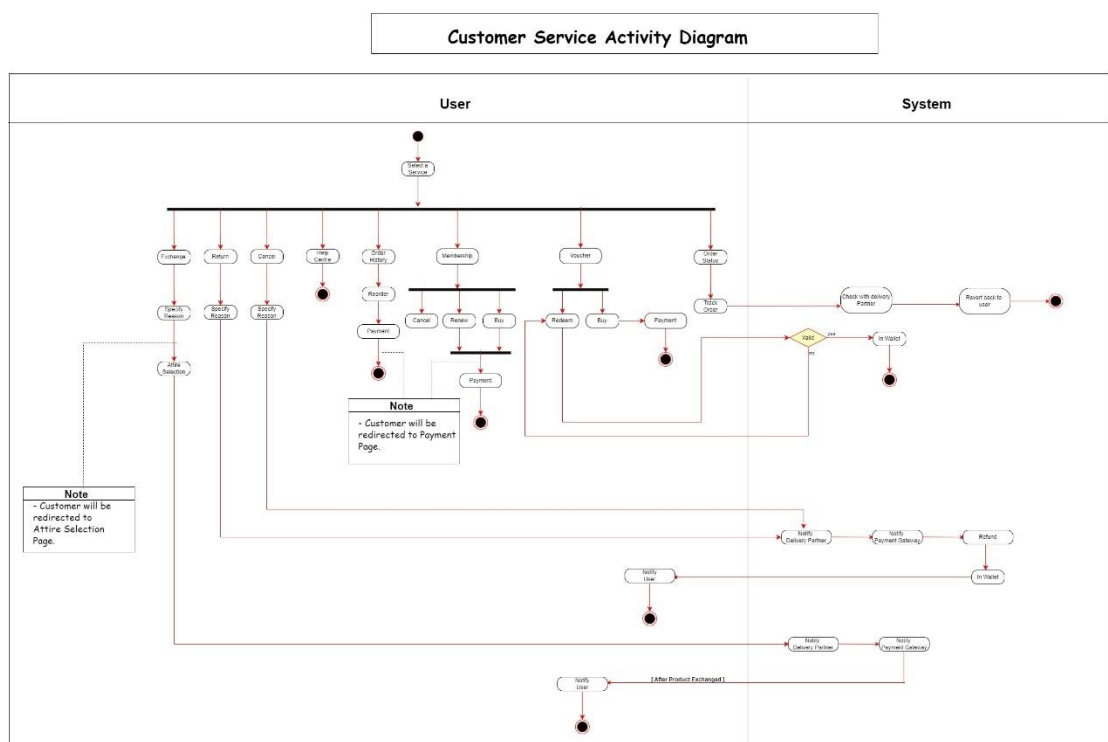 Customer Service Activity Diagram
User
System
Select a
Service
Exchange
Return
Cancel
Help
Centre
Order
History
Membership
Voucher
Order
Status
Specify
Reason
Specify
Reason
Specify
Reason
Reorder
Cancel
Renew
Buy
Redeem
Buy
Payment
Track
Order
Check with delivery
Partner
Revert back to
user
Payment
Valid
yes
no
In Wallet
Attire
Selection
Payment
Note
- Customer will be
redirected to Payment
Page.
Note
- Customer will be
redirected to
Attire Selection
Page.
Notify
Delivery Partner
Notify
Payment Gateway
Refund
In Wallet
Notify
User
Notify
Delivery Partner
Notify
Payment Gateway
[ After Product Exchanged ]
Notify
User